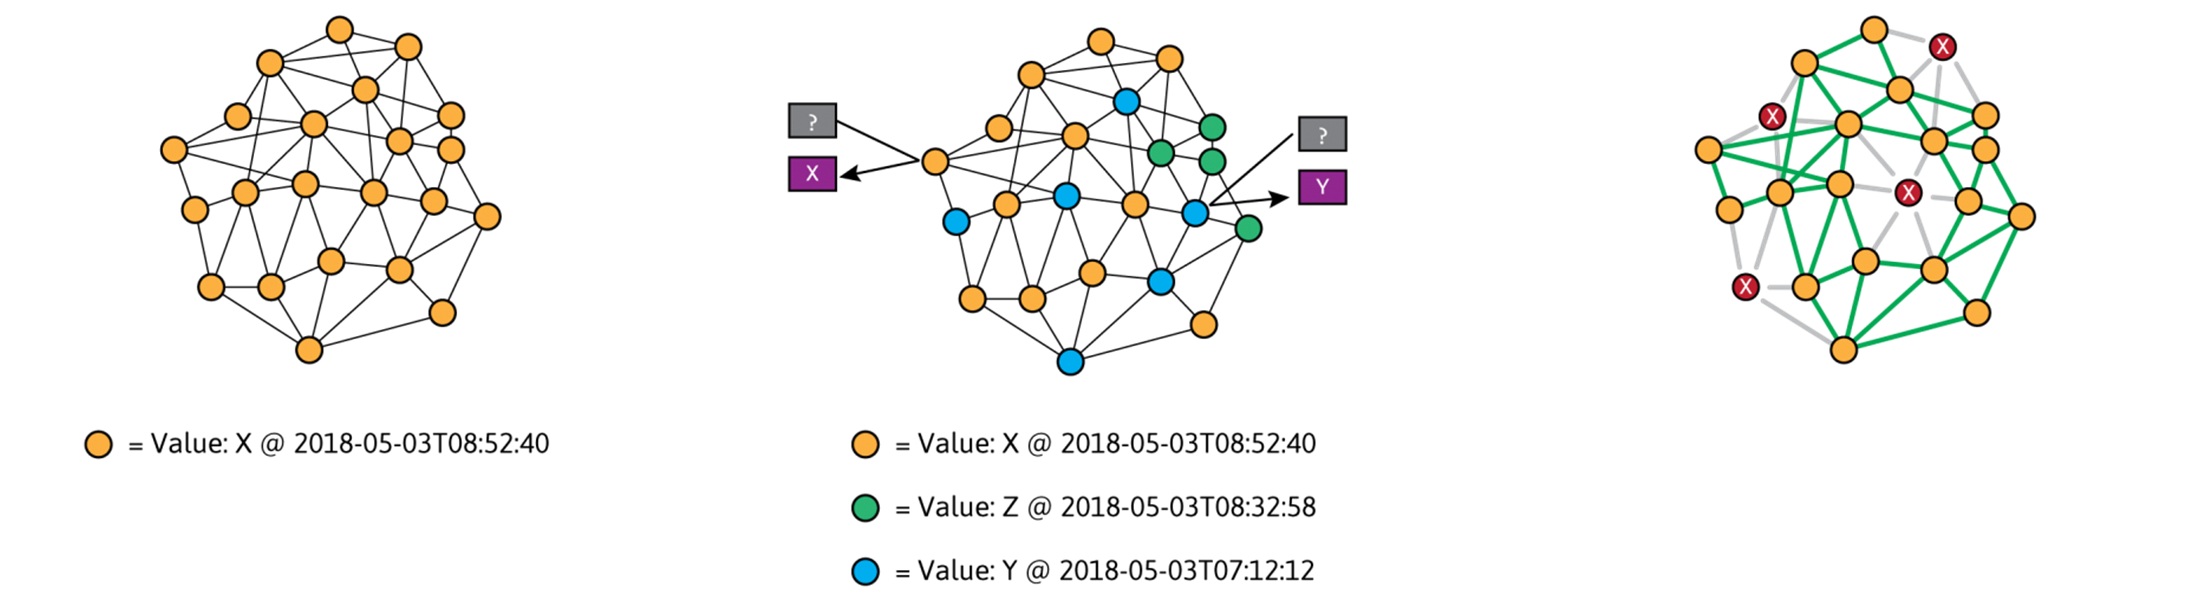 = Value: X @ 2018-05-03T08:52:40
?
X
?
Y
= Value: X @ 2018-05-03T08:52:40
= Value: Z @ 2018-05-03T08:32:58
= Value: Y @ 2018-05-03T07:12:12
X
X
X
X